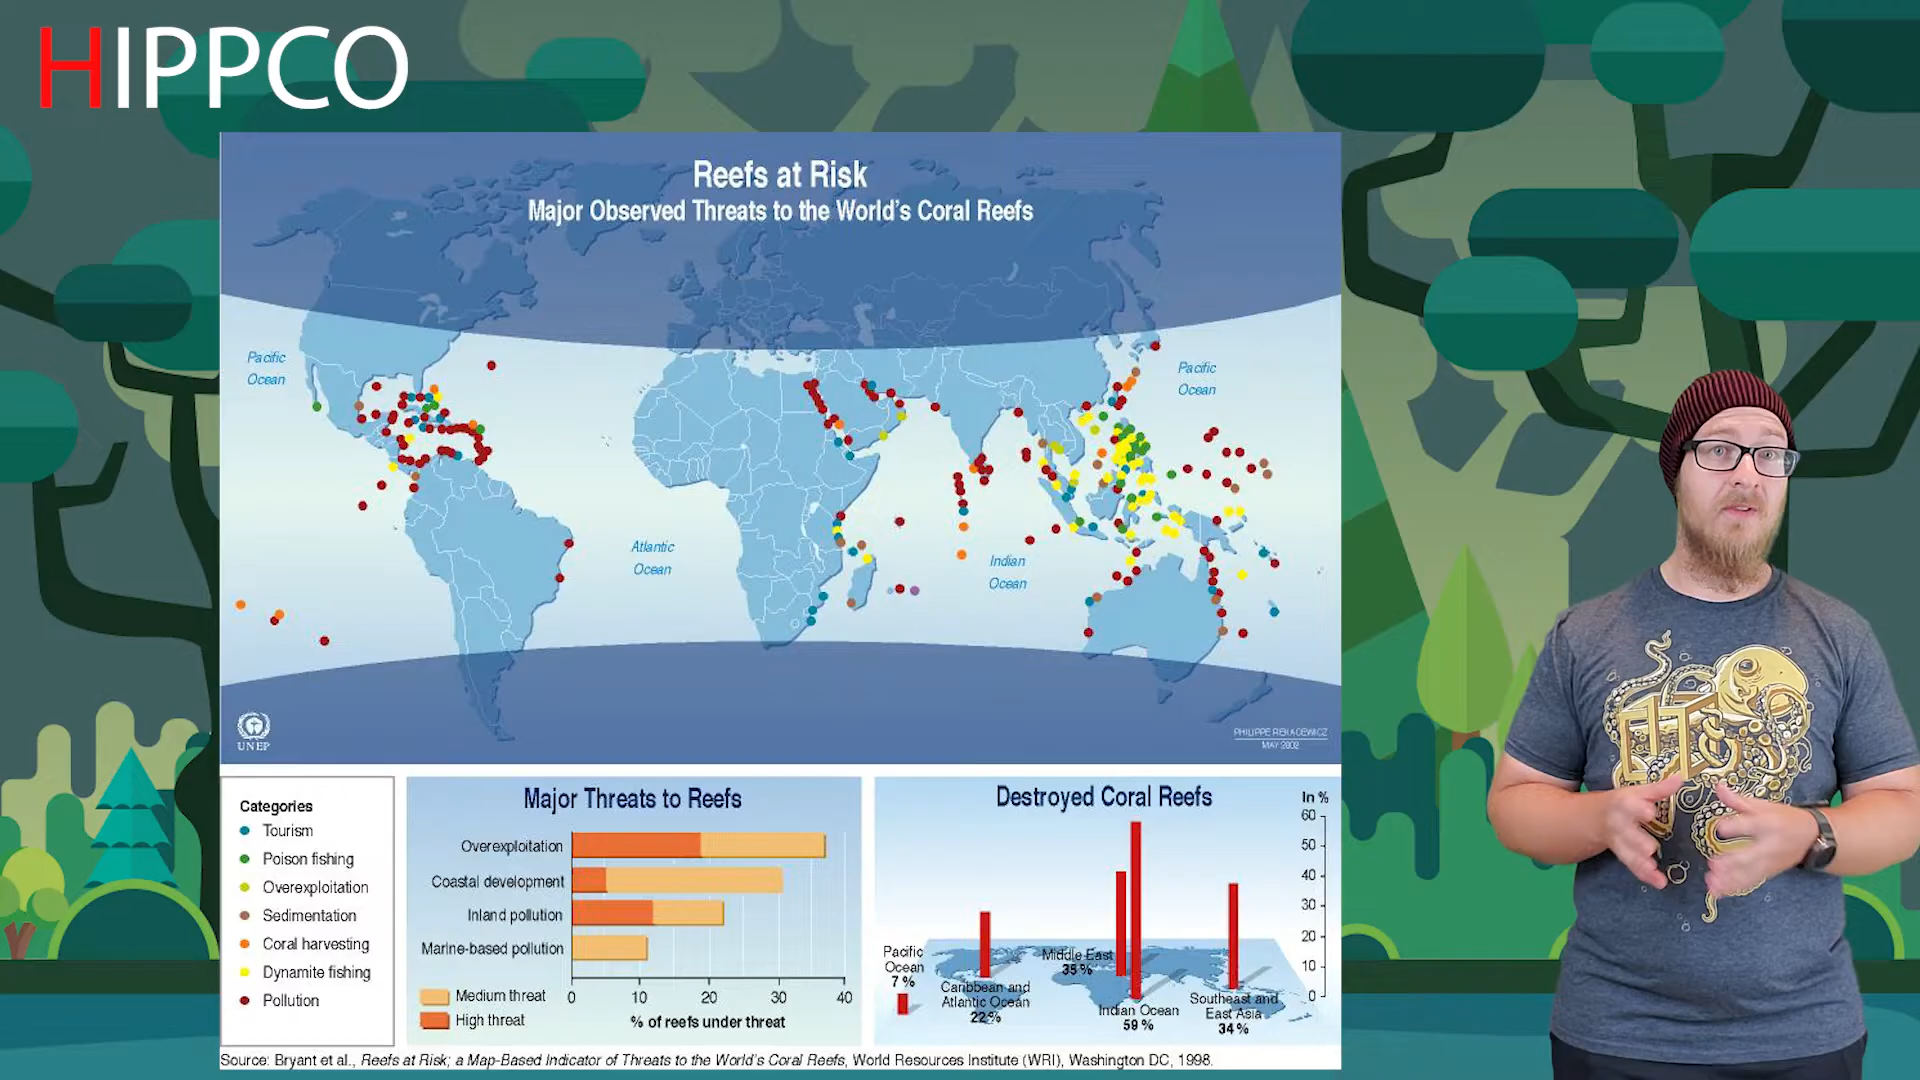 HIPPCO
Reefs at Risk
Major Observed Threats to the World's Coral Reefs
Pacific
Ocean
Pacific
Ocean
Atlantic
Ocean
Indian
Ocean
UNEP
PHILIPPE REKACEWICZ
MAY 2002
Categories
Tourism
Poison fishing
Overexploitation
Sedimentation
Coral harvesting
Dynamite fishing
Pollution
Major Threats to Reefs
Overexploitation
Coastal development
Inland pollution
Marine-based pollution
0 10 20 30 40
Medium threat
High threat
% of reefs under threat
Destroyed Coral Reefs
In %
60
50
40
30
20
10
0
Pacific
Ocean
7 %
Caribbean and
Atlantic Ocean
22 %
Middle East
35 %
Indian Ocean
59 %
Southeast and
East Asia
34 %
Source: Bryant et al., Reefs at Risk; a Map-Based Indicator of Threats to the World's Coral Reefs, World Resources Institute (WRI), Washington DC, 1998.